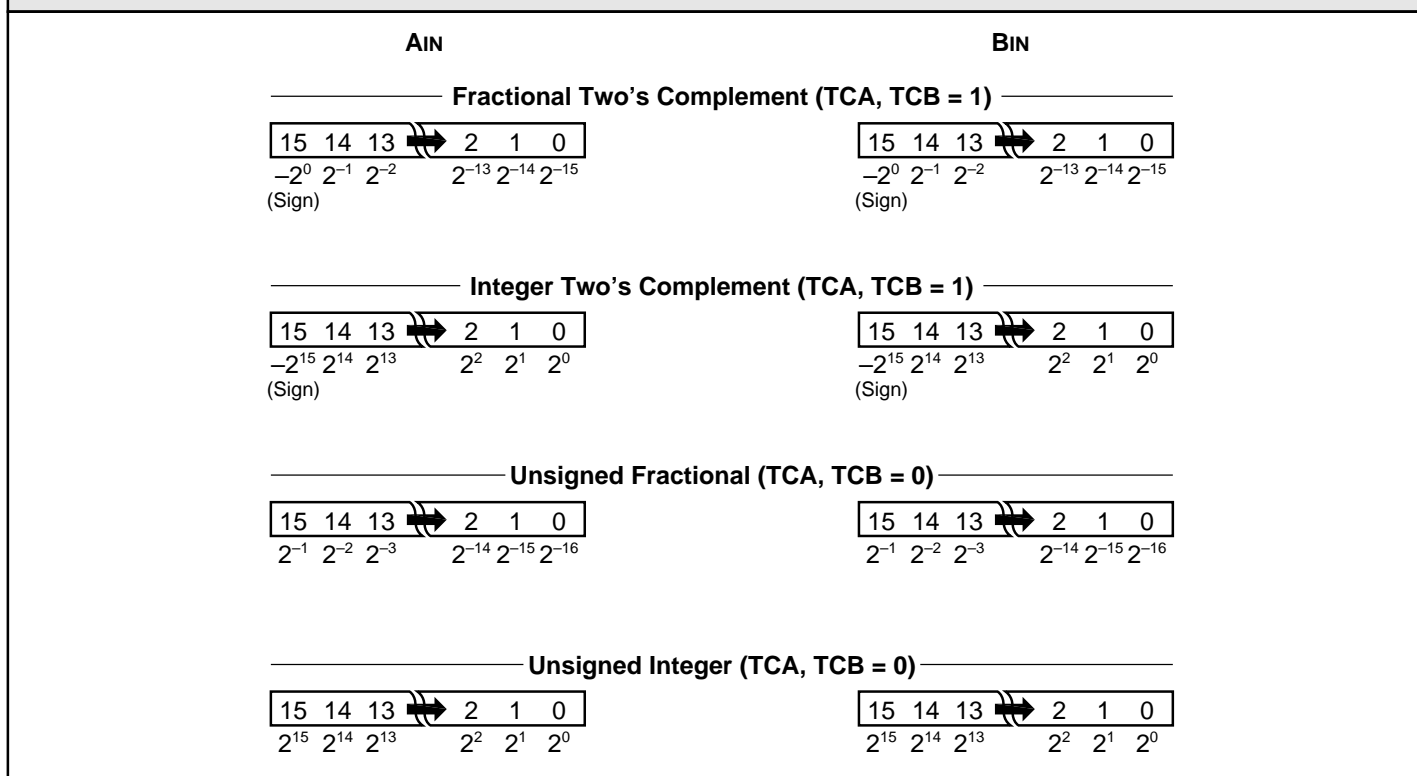 AIN BIN
Fractional Two's Complement (TCA, TCB = 1)
15 14 13 2 1 0 15 14 13 2 1 0
–2⁰ 2⁻¹ 2⁻² 2⁻¹³ 2⁻¹⁴ 2⁻¹⁵ –2⁰ 2⁻¹ 2⁻² 2⁻¹³ 2⁻¹⁴ 2⁻¹⁵
(Sign) (Sign)
Integer Two's Complement (TCA, TCB = 1)
15 14 13 2 1 0 15 14 13 2 1 0
–2¹⁵ 2¹⁴ 2¹³ 2² 2¹ 2⁰ –2¹⁵ 2¹⁴ 2¹³ 2² 2¹ 2⁰
(Sign) (Sign)
Unsigned Fractional (TCA, TCB = 0)
15 14 13 2 1 0 15 14 13 2 1 0
2⁻¹ 2⁻² 2⁻³ 2⁻¹⁴ 2⁻¹⁵ 2⁻¹⁶ 2⁻¹ 2⁻² 2⁻³ 2⁻¹⁴ 2⁻¹⁵ 2⁻¹⁶
Unsigned Integer (TCA, TCB = 0)
15 14 13 2 1 0 15 14 13 2 1 0
2¹⁵ 2¹⁴ 2¹³ 2² 2¹ 2⁰ 2¹⁵ 2¹⁴ 2¹³ 2² 2¹ 2⁰